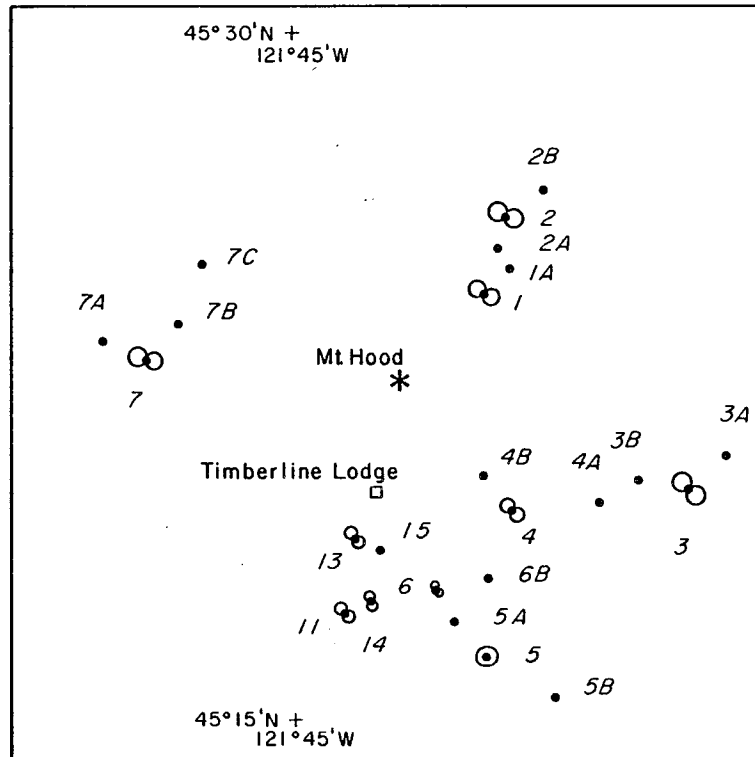 45° 30' N +
121° 45' W
2B
2
2A
7C
1A
7A
7B
1
Mt. Hood
7
3A
3B
4B
4A
Timberline Lodge
4
3
15
13
6
6B
11
5A
14
5
5B
45° 15' N +
121° 45' W